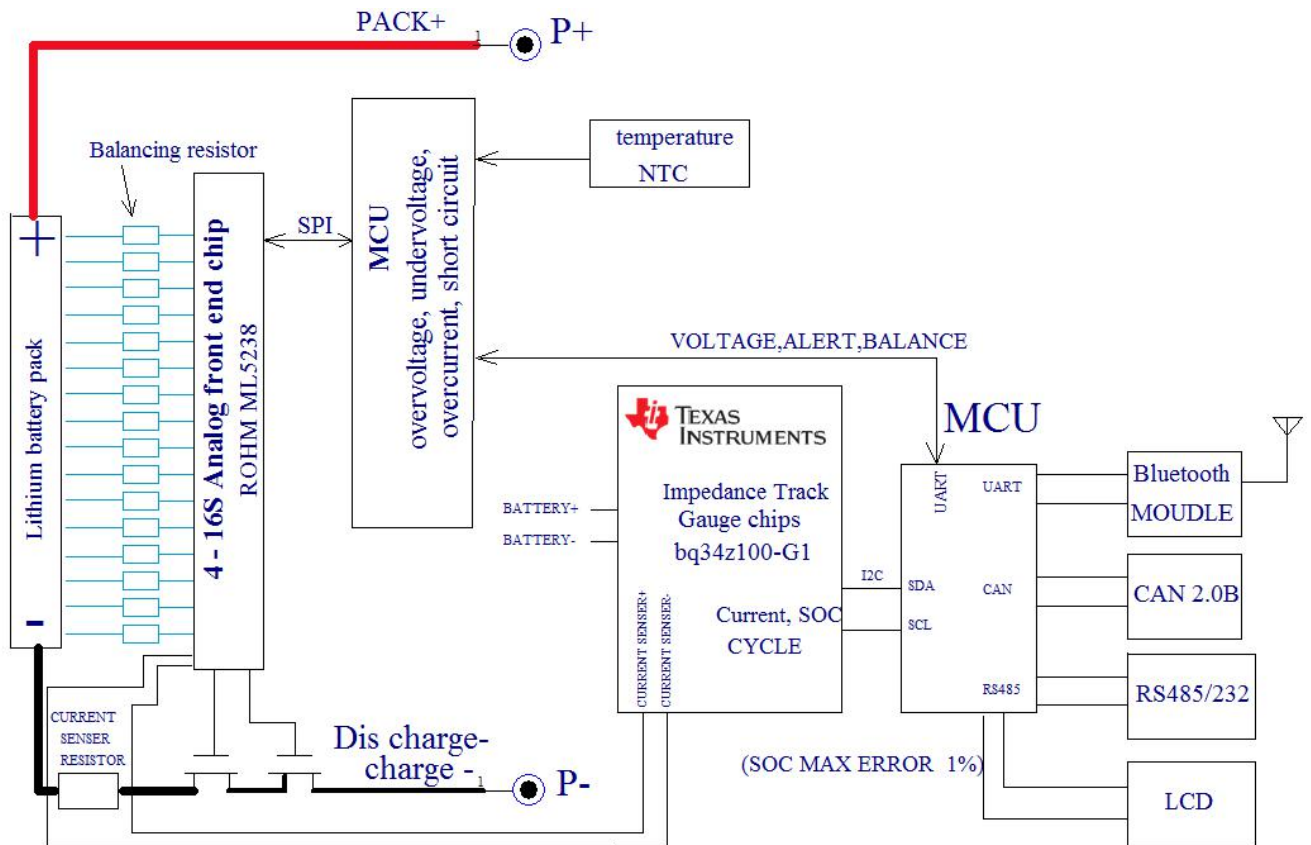 PACK+
1
P+
Balancing resistor
+
Lithium battery pack
-
4 - 16S Analog front end chip
ROHM ML5238
SPI
MCU
overvoltage, undervoltage,
overcurrent, short circuit
temperature
NTC
VOLTAGE,ALERT,BALANCE
ti
TEXAS
INSTRUMENTS
Impedance Track
Gauge chips
bq34z100-G1
BATTERY+
BATTERY-
Current, SOC
CYCLE
CURRENT SENSER+
CURRENT SENSER-
I2C
MCU
UART
UART
SDA
CAN
SCL
RS485
Bluetooth
MOUDLE
CAN 2.0B
RS485/232
LCD
(SOC MAX ERROR 1%)
CURRENT
SENSER
RESISTOR
Dis charge-
charge -
1
P-